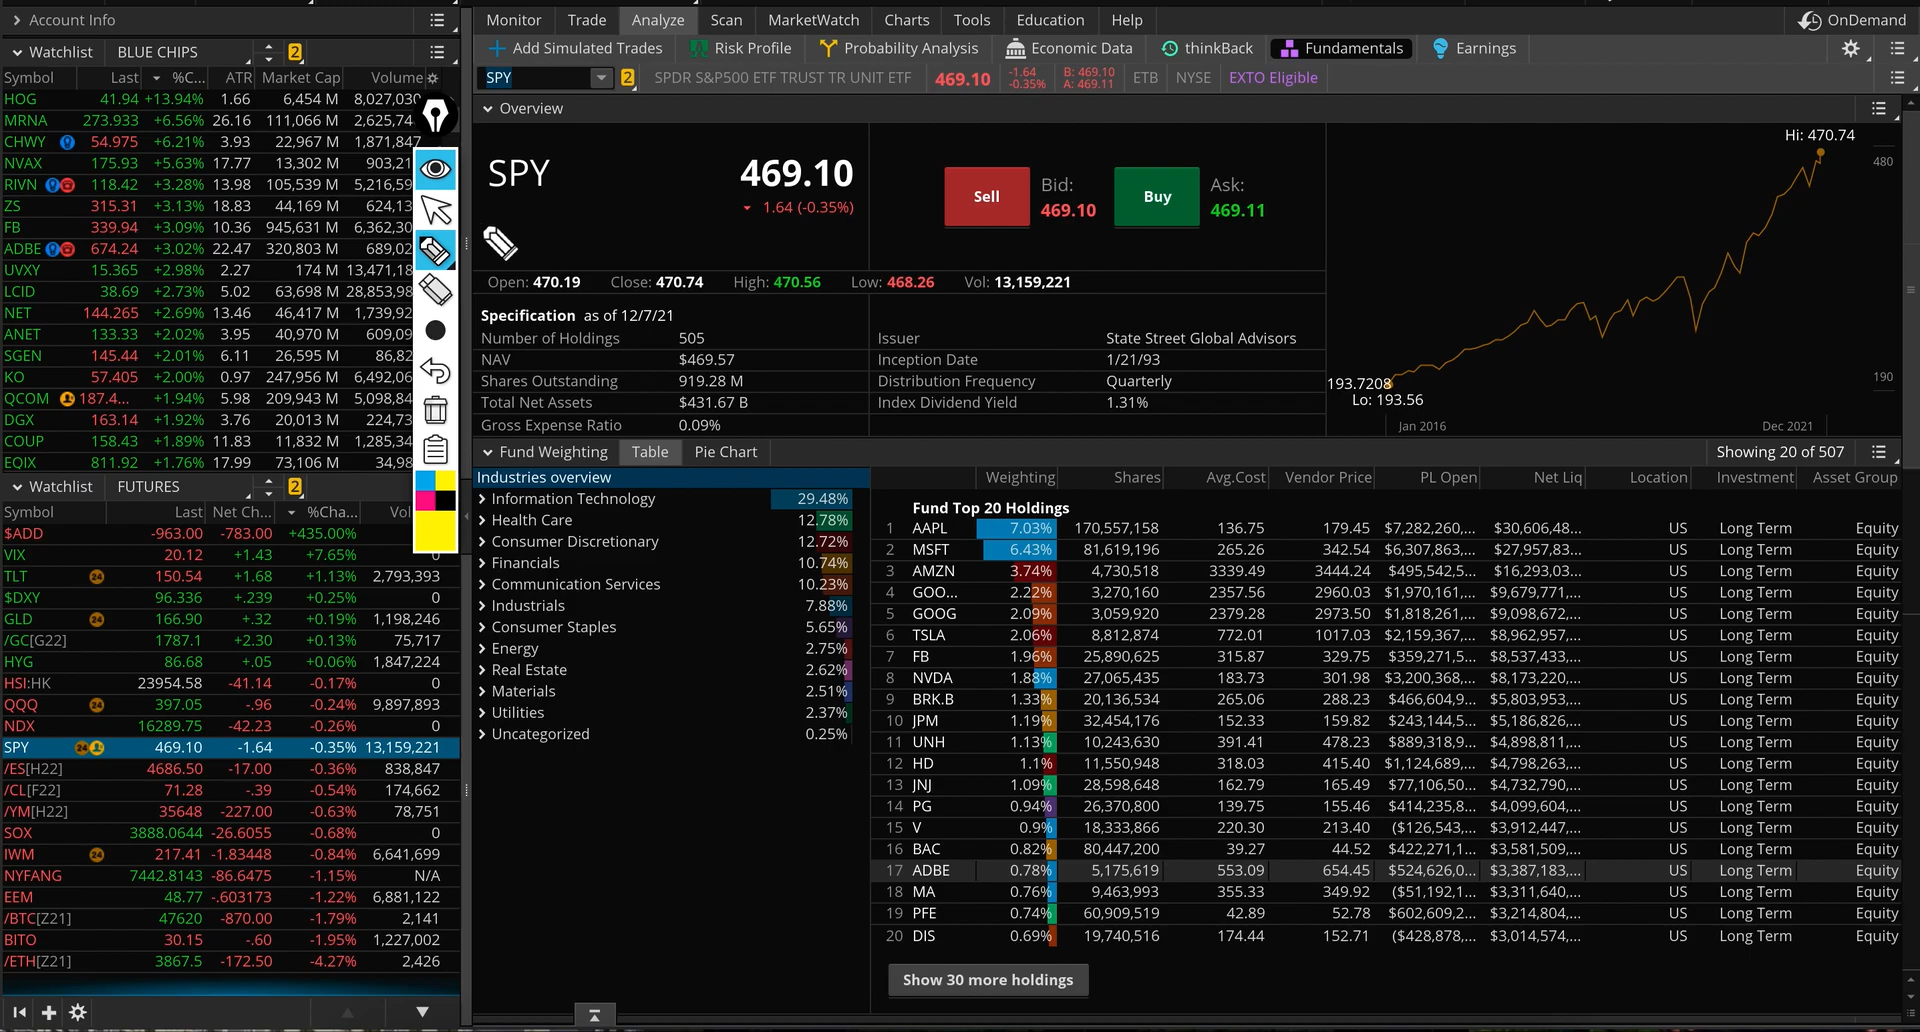 Account Info
Monitor Trade Analyze Scan MarketWatch Charts Tools Education Help OnDemand
Watchlist BLUE CHIPS 2
Add Simulated Trades Risk Profile Probability Analysis Economic Data thinkBack Fundamentals Earnings
Symbol Last %C... ATR Market Cap Volume
HOG 41.94 +13.94% 1.66 6,454 M 8,027,030
MRNA 273.933 +6.56% 26.16 111,066 M 2,625,74
CHWY 54.975 +6.21% 3.93 22,967 M 1,871,847
NVAX 175.93 +5.63% 17.77 13,302 M 903,21
RIVN 118.42 +3.28% 13.98 105,539 M 5,216,59
ZS 315.31 +3.13% 18.83 44,169 M 624,13
FB 339.94 +3.09% 10.36 945,631 M 6,362,30
ADBE 674.24 +3.02% 22.47 320,803 M 689,02
UVXY 15.365 +2.98% 2.27 174 M 13,471,18
LCID 38.69 +2.73% 5.02 63,698 M 28,853,98
NET 144.265 +2.69% 13.46 46,417 M 1,739,92
ANET 133.33 +2.02% 3.95 40,970 M 609,09
SGEN 145.44 +2.01% 6.11 26,595 M 86,82
KO 57.405 +2.00% 0.97 247,956 M 6,492,06
QCOM 187.4... +1.94% 5.98 209,943 M 5,098,84
DGX 163.14 +1.92% 3.76 20,013 M 224,73
COUP 158.43 +1.89% 11.83 11,832 M 1,285,34
EQIX 811.92 +1.76% 17.99 73,106 M 34,98
Watchlist FUTURES 2
Symbol Last Net Ch... %Cha... Vol
$ADD -963.00 -783.00 +435.00%
VIX 20.12 +1.43 +7.65% 0
TLT 24 150.54 +1.68 +1.13% 2,793,393
$DXY 96.336 +.239 +0.25% 0
GLD 24 166.90 +.32 +0.19% 1,198,246
/GC[G22] 1787.1 +2.30 +0.13% 75,717
HYG 86.68 +.05 +0.06% 1,847,224
HSI:HK 23954.58 -41.14 -0.17% 0
QQQ 24 397.05 -.96 -0.24% 9,897,893
NDX 16289.75 -42.23 -0.26% 0
SPY 24 469.10 -1.64 -0.35% 13,159,221
/ES[H22] 4686.50 -17.00 -0.36% 838,847
/CL[F22] 71.28 -.39 -0.54% 174,662
/YM[H22] 35648 -227.00 -0.63% 78,751
SOX 3888.0644 -26.6055 -0.68% 0
IWM 24 217.41 -1.83448 -0.84% 6,641,699
NYFANG 7442.8143 -86.6475 -1.15% N/A
EEM 48.77 -.603173 -1.22% 6,881,122
/BTC[Z21] 47620 -870.00 -1.79% 2,141
BITO 30.15 -.60 -1.95% 1,227,002
/ETH[Z21] 3867.5 -172.50 -4.27% 2,426
SPY 2 SPDR S&P500 ETF TRUST TR UNIT ETF 469.10 -1.64 -0.35% B: 469.10 A: 469.11 ETB NYSE EXTO Eligible
Overview
SPY 469.10
1.64 (-0.35%)
Sell Bid: 469.10 Buy Ask: 469.11
Open: 470.19 Close: 470.74 High: 470.56 Low: 468.26 Vol: 13,159,221
Specification as of 12/7/21
Number of Holdings 505 Issuer State Street Global Advisors
NAV $469.57 Inception Date 1/21/93
Shares Outstanding 919.28 M Distribution Frequency Quarterly
Total Net Assets $431.67 B Index Dividend Yield 1.31%
Gross Expense Ratio 0.09%
Hi: 470.74
480
193.7208
190
Lo: 193.56
Jan 2016 Dec 2021
Fund Weighting Table Pie Chart Showing 20 of 507
Industries overview
Information Technology 29.48%
Health Care 12.78%
Consumer Discretionary 12.72%
Financials 10.74%
Communication Services 10.23%
Industrials 7.88%
Consumer Staples 5.65%
Energy 2.75%
Real Estate 2.62%
Materials 2.51%
Utilities 2.37%
Uncategorized 0.25%
Weighting Shares Avg.Cost Vendor Price PL Open Net Liq Location Investment Asset Group
Fund Top 20 Holdings
1 AAPL 7.03% 170,557,158 136.75 179.45 $7,282,260,... $30,606,48... US Long Term Equity
2 MSFT 6.43% 81,619,196 265.26 342.54 $6,307,863,... $27,957,83... US Long Term Equity
3 AMZN 3.74% 4,730,518 3339.49 3444.24 $495,542,5... $16,293,03... US Long Term Equity
4 GOO... 2.22% 3,270,160 2357.56 2960.03 $1,970,161,... $9,679,771,... US Long Term Equity
5 GOOG 2.09% 3,059,920 2379.28 2973.50 $1,818,261,... $9,098,672,... US Long Term Equity
6 TSLA 2.06% 8,812,874 772.01 1017.03 $2,159,367,... $8,962,957,... US Long Term Equity
7 FB 1.96% 25,890,625 315.87 329.75 $359,271,5... $8,537,433,... US Long Term Equity
8 NVDA 1.88% 27,065,435 183.73 301.98 $3,200,368,... $8,173,220,... US Long Term Equity
9 BRK.B 1.33% 20,136,534 265.06 288.23 $466,604,9... $5,803,953,... US Long Term Equity
10 JPM 1.19% 32,454,176 152.33 159.82 $243,144,5... $5,186,826,... US Long Term Equity
11 UNH 1.13% 10,243,630 391.41 478.23 $889,318,9... $4,898,811,... US Long Term Equity
12 HD 1.1% 11,550,948 318.03 415.40 $1,124,689,... $4,798,263,... US Long Term Equity
13 JNJ 1.09% 28,598,648 162.79 165.49 $77,106,50... $4,732,790,... US Long Term Equity
14 PG 0.94% 26,370,800 139.75 155.46 $414,235,8... $4,099,604,... US Long Term Equity
15 V 0.9% 18,333,866 220.30 213.40 ($126,543,... $3,912,447,... US Long Term Equity
16 BAC 0.82% 80,447,200 39.27 44.52 $422,271,1... $3,581,509,... US Long Term Equity
17 ADBE 0.78% 5,175,619 553.09 654.45 $524,626,0... $3,387,183,... US Long Term Equity
18 MA 0.76% 9,463,993 355.33 349.92 ($51,192,1... $3,311,640,... US Long Term Equity
19 PFE 0.74% 60,909,519 42.89 52.78 $602,609,2... $3,214,804,... US Long Term Equity
20 DIS 0.69% 19,740,516 174.44 152.71 ($428,878,... $3,014,574,... US Long Term Equity
Show 30 more holdings